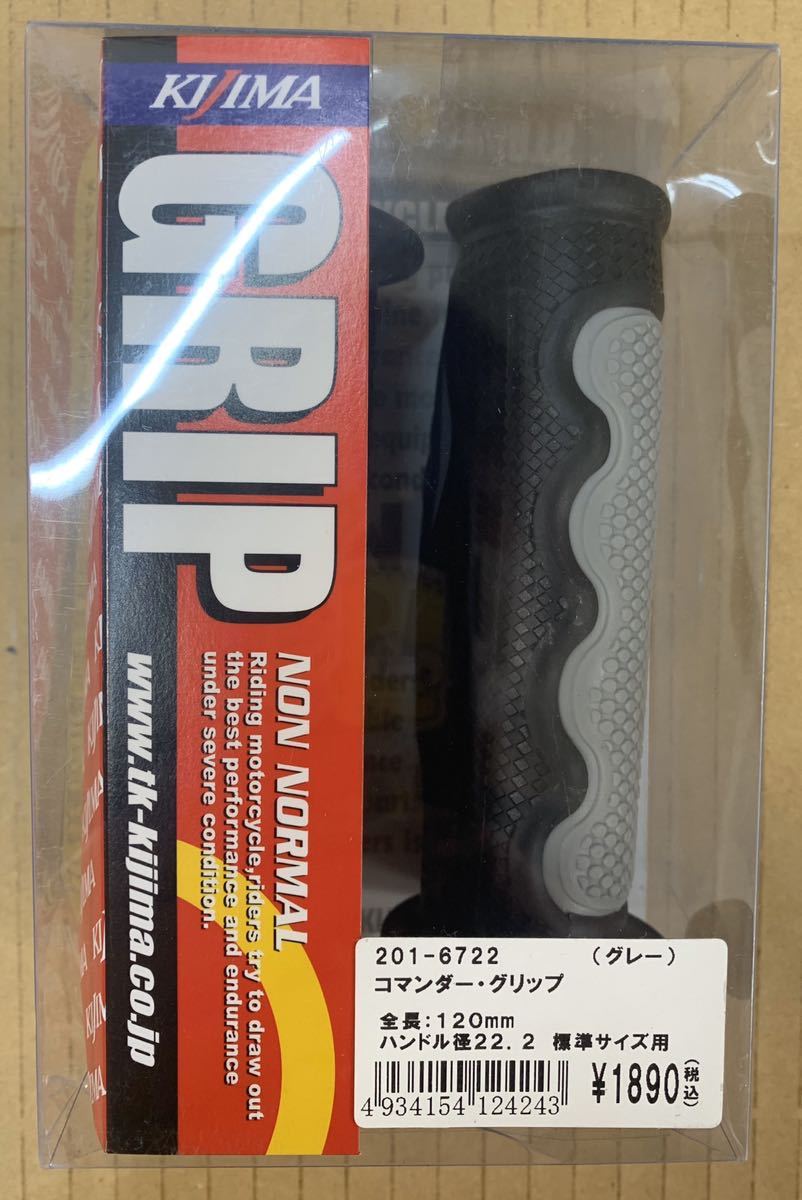 KIJIMA
GRIP
NON NORMAL
Riding motorcycle,riders try to draw out
the best performance and endurance
under severe condition.
www.tk-kijima.co.jp
201-6722 (グレー)
コマンダー・グリップ
全長:120mm
ハンドル径22.2 標準サイズ用
¥1890(税込)
4934154 124243